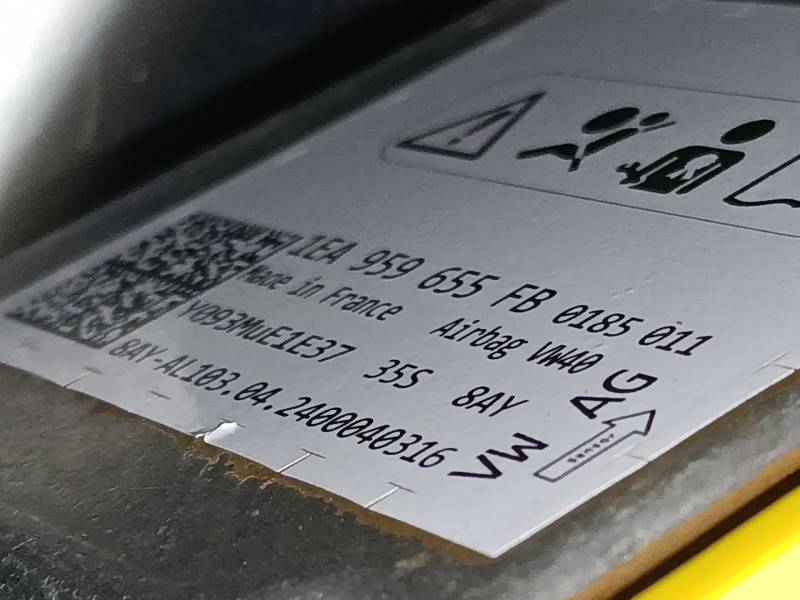 1EA 959 655 FB 0185 011
Made in France Airbag VW40
Y093MuE1E37 35S 8AY
8AY-AL103.04.2400040316
VW AG
sensor